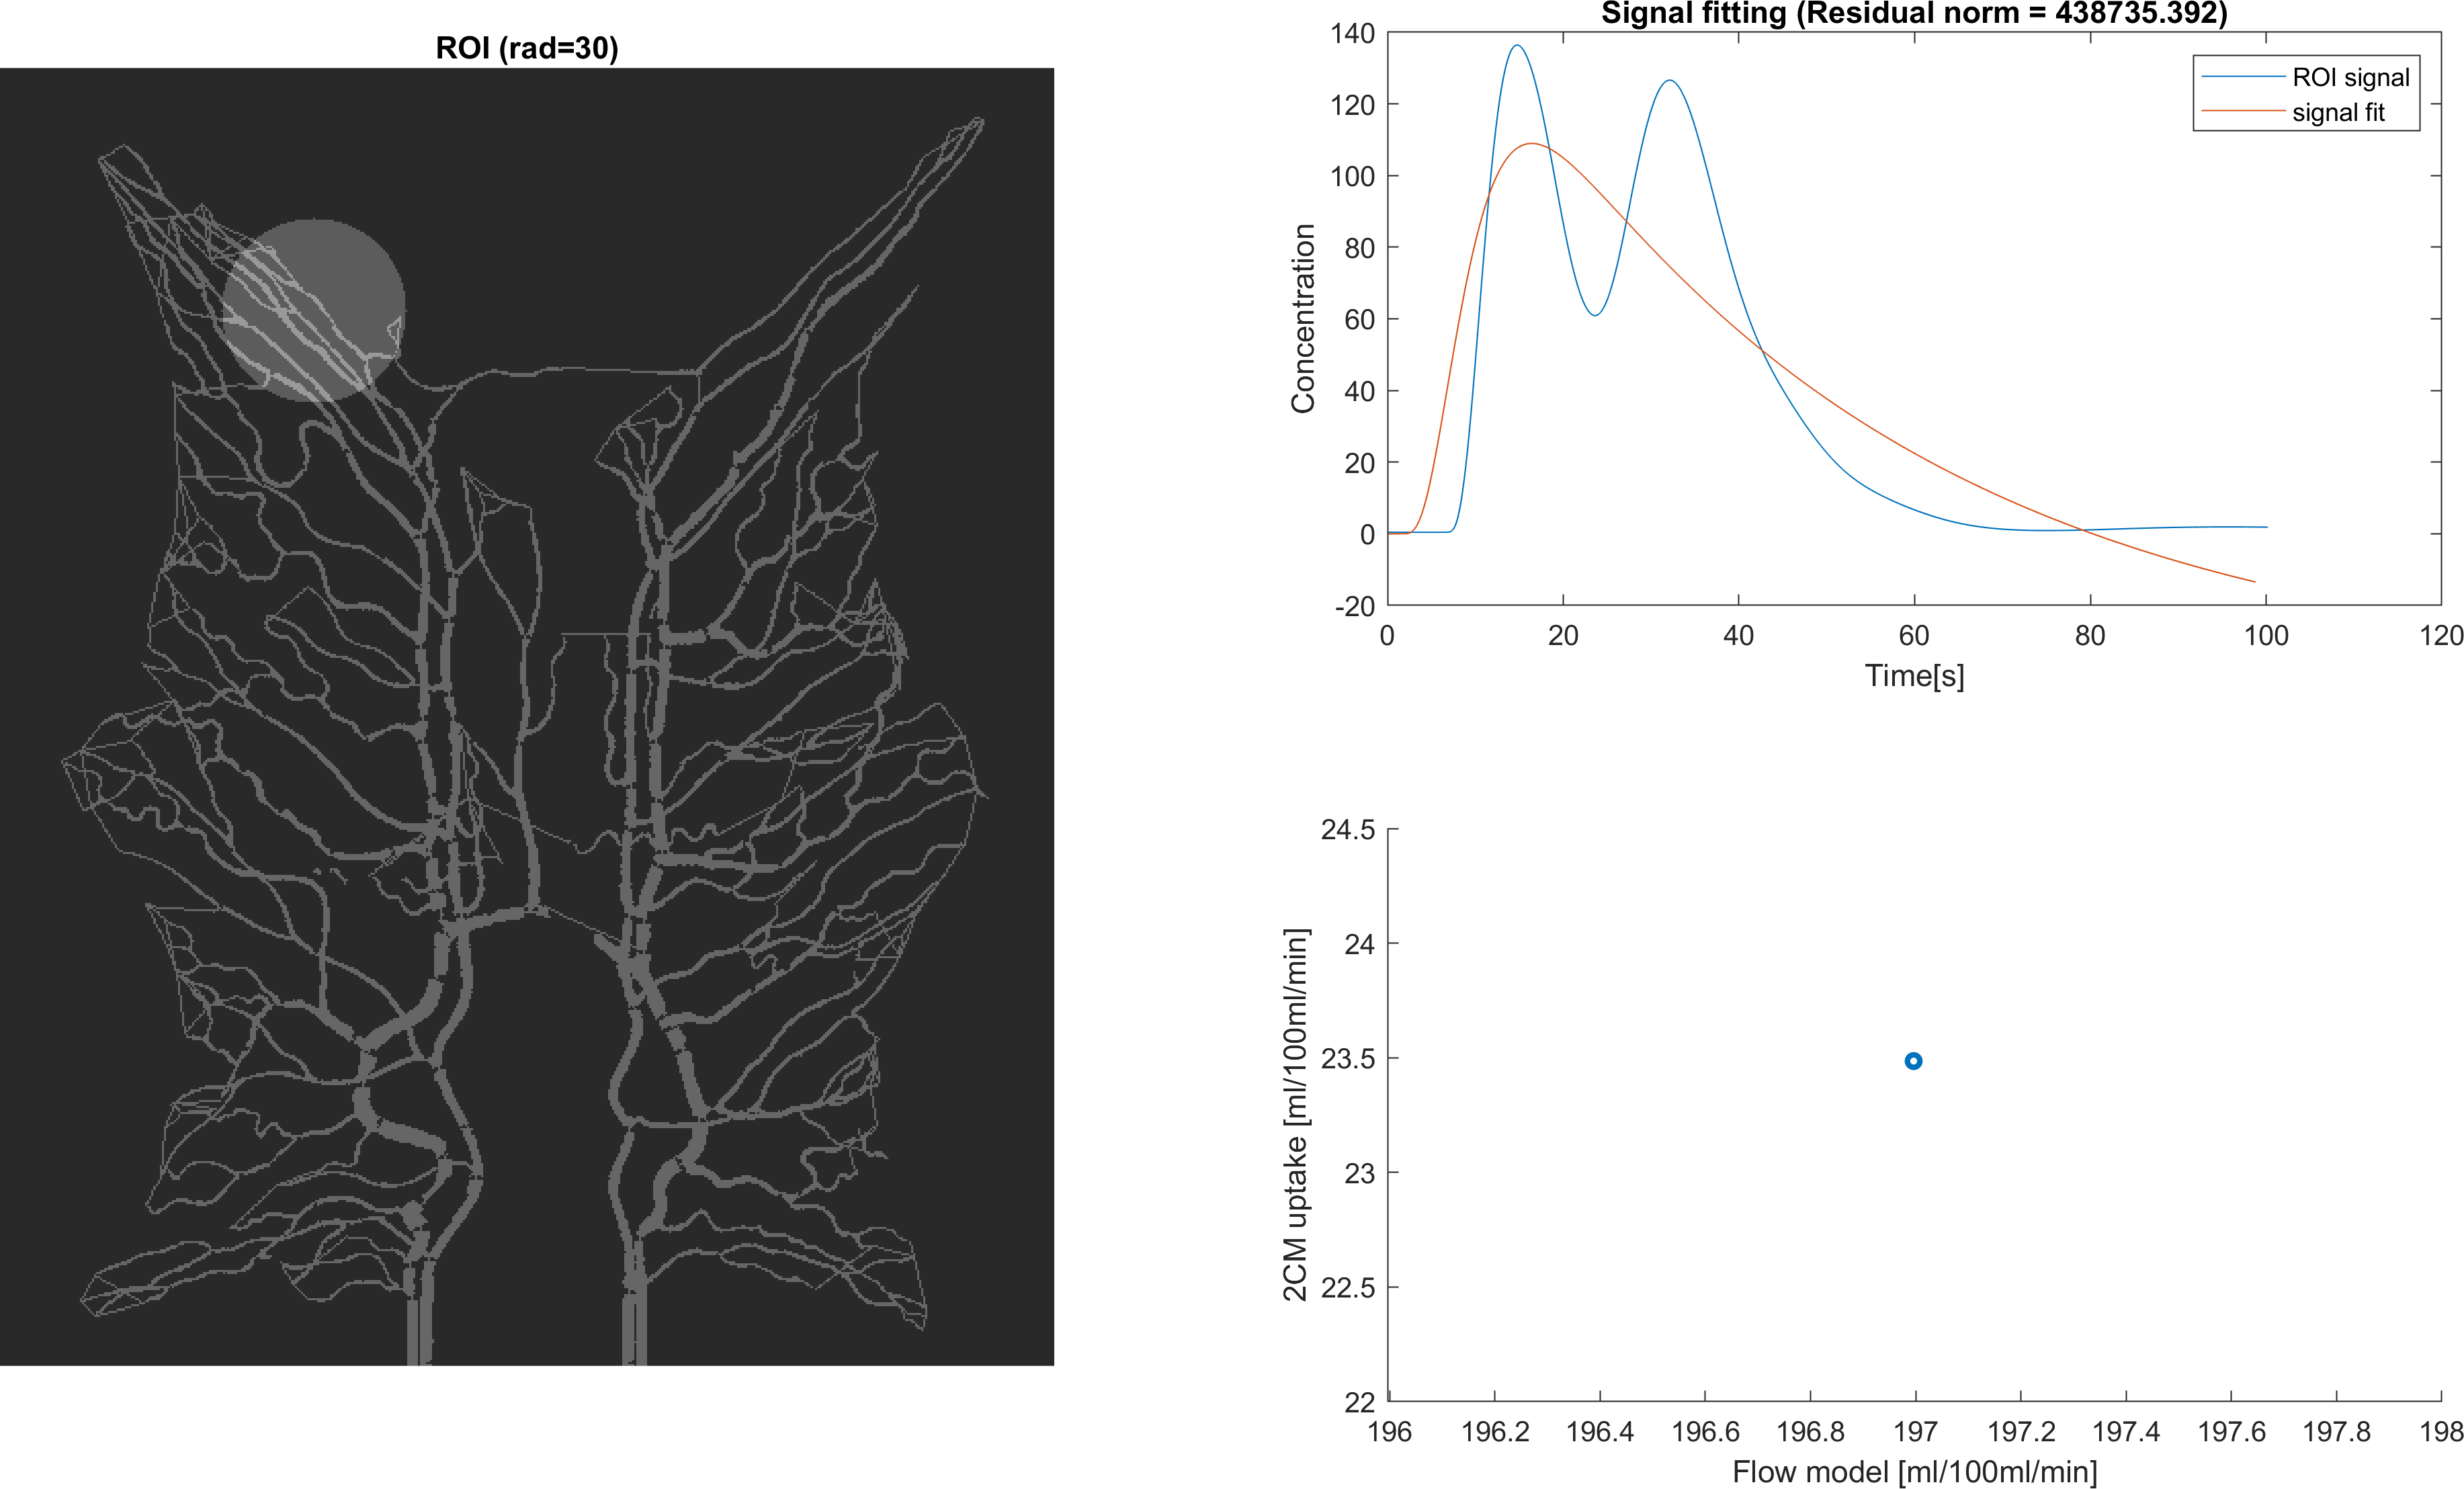 ROI (rad=30)
Signal fitting (Residual norm = 438735.392)
140
120
100
80
60
40
20
0
-20
Concentration
ROI signal
signal fit
0 20 40 60 80 100 120
Time[s]
24.5
24
23.5
23
22.5
22
2CM uptake [ml/100ml/min]
196 196.2 196.4 196.6 196.8 197 197.2 197.4 197.6 197.8 198
Flow model [ml/100ml/min]